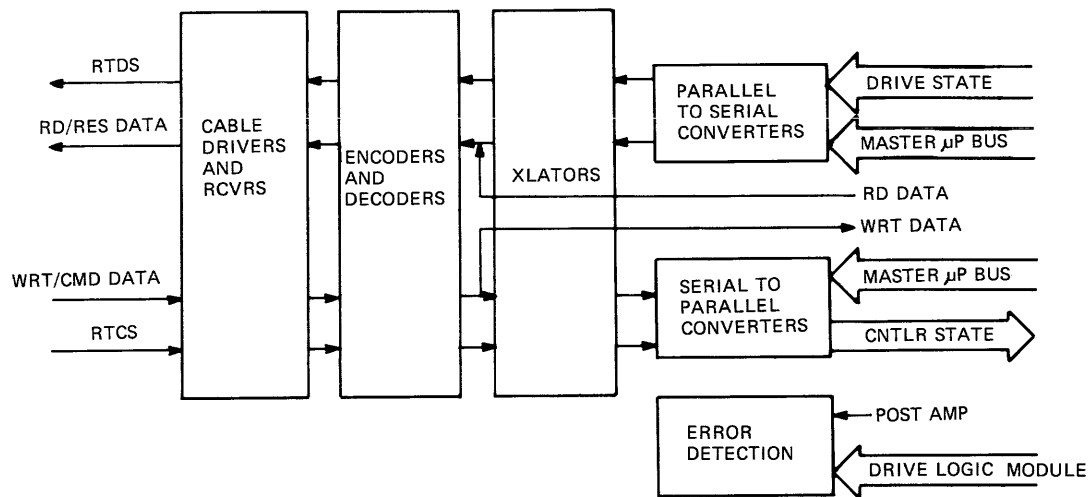 RTDS
RD/RES DATA
WRT/CMD DATA
RTCS
CABLE
DRIVERS
AND
RCVRS
ENCODERS
AND
DECODERS
XLATORS
PARALLEL
TO SERIAL
CONVERTERS
DRIVE STATE
MASTER µP BUS
RD DATA
WRT DATA
SERIAL TO
PARALLEL
CONVERTERS
MASTER µP BUS
CNTLR STATE
ERROR
DETECTION
POST AMP
DRIVE LOGIC MODULE